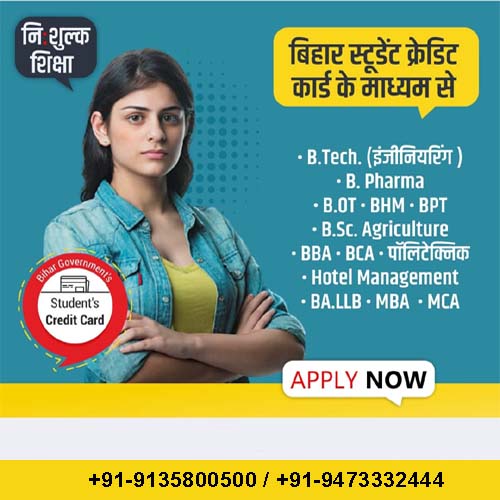 नि:शुल्क
शिक्षा
बिहार स्टूडेंट क्रेडिट
कार्ड के माध्यम से
• B.Tech. (इंजीनियरिंग )
• B. Pharma
• B.OT • BHM • BPT
• B.Sc. Agriculture
• BBA • BCA • पॉलिटेक्निक
• Hotel Management
• BA.LLB • MBA • MCA
Bihar Government's
Student's
Credit Card
APPLY NOW
+91-9135800500 / +91-9473332444